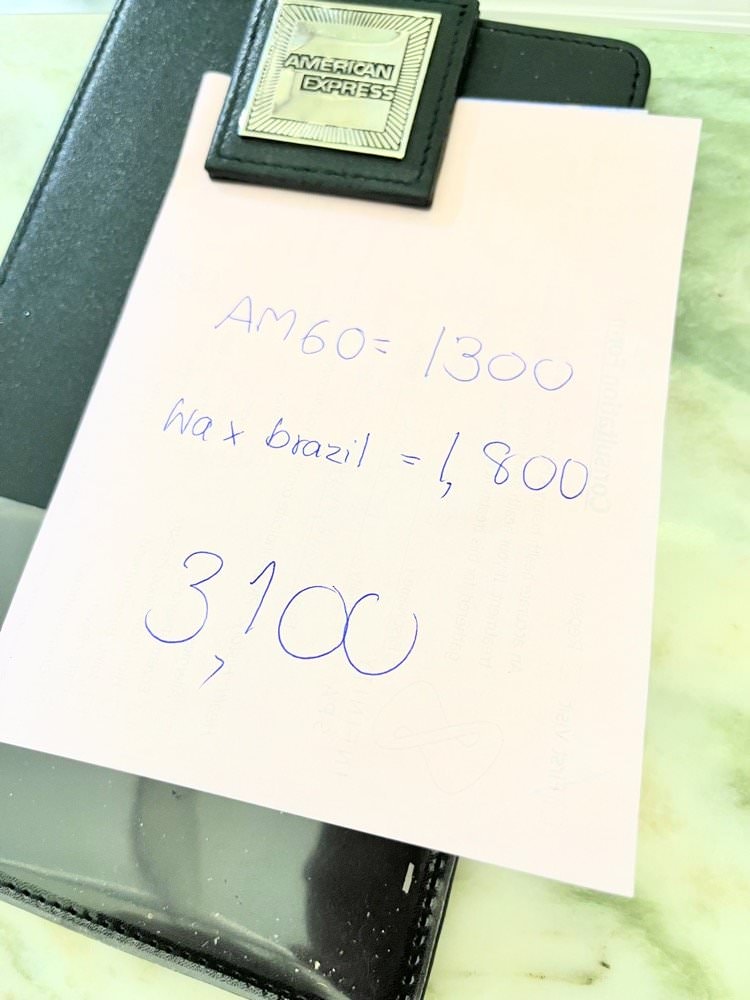 AMERICAN
EXPRESS
AM60= 1300
Wax brazil = 1,800
3,100